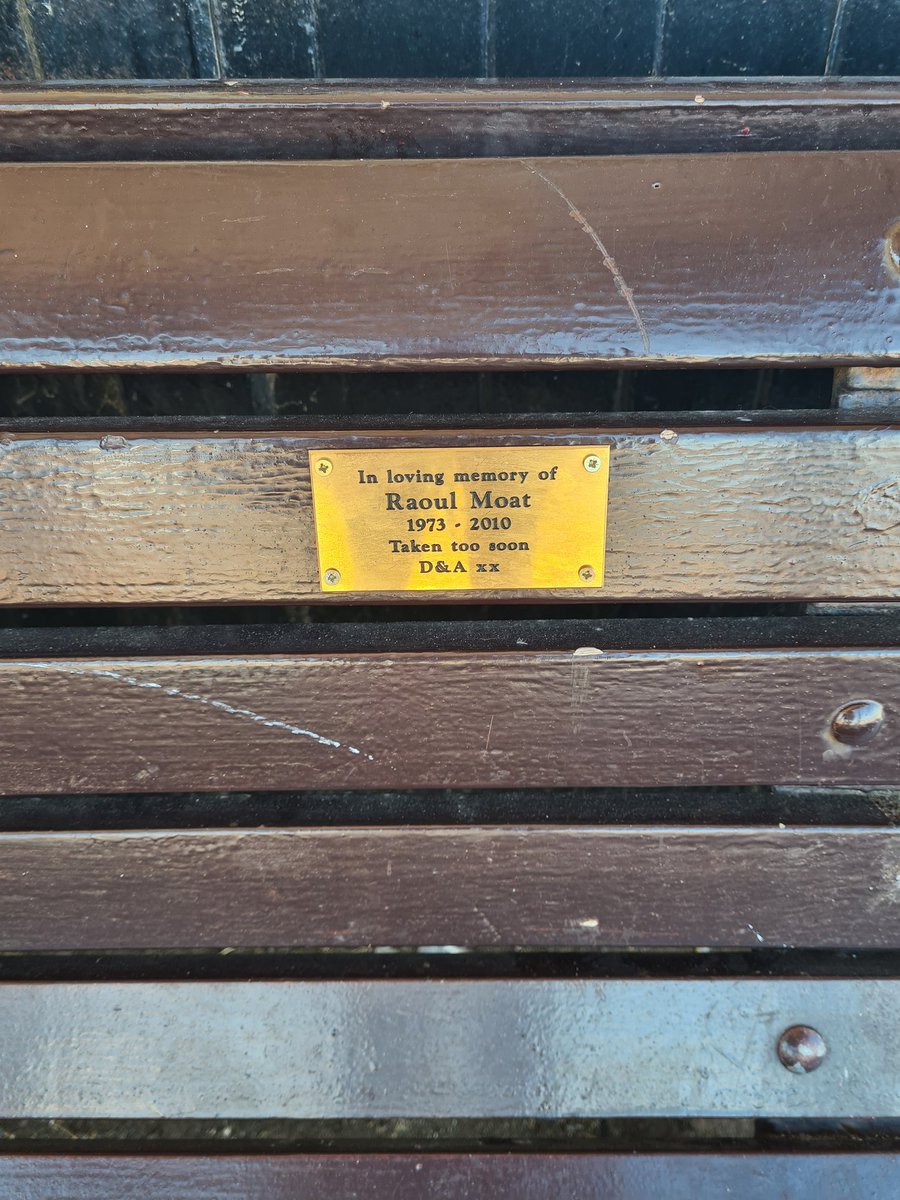 In loving memory of
Raoul Moat
1973 - 2010
Taken too soon
D&A xx